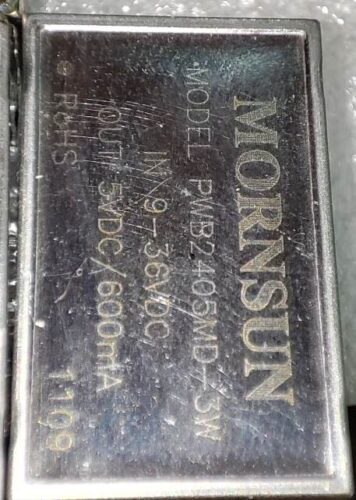 MORNSUN
MODEL PWB2405MD-3W
IN 9-36VDC
OUT 5VDC/600mA
RoHS 1109